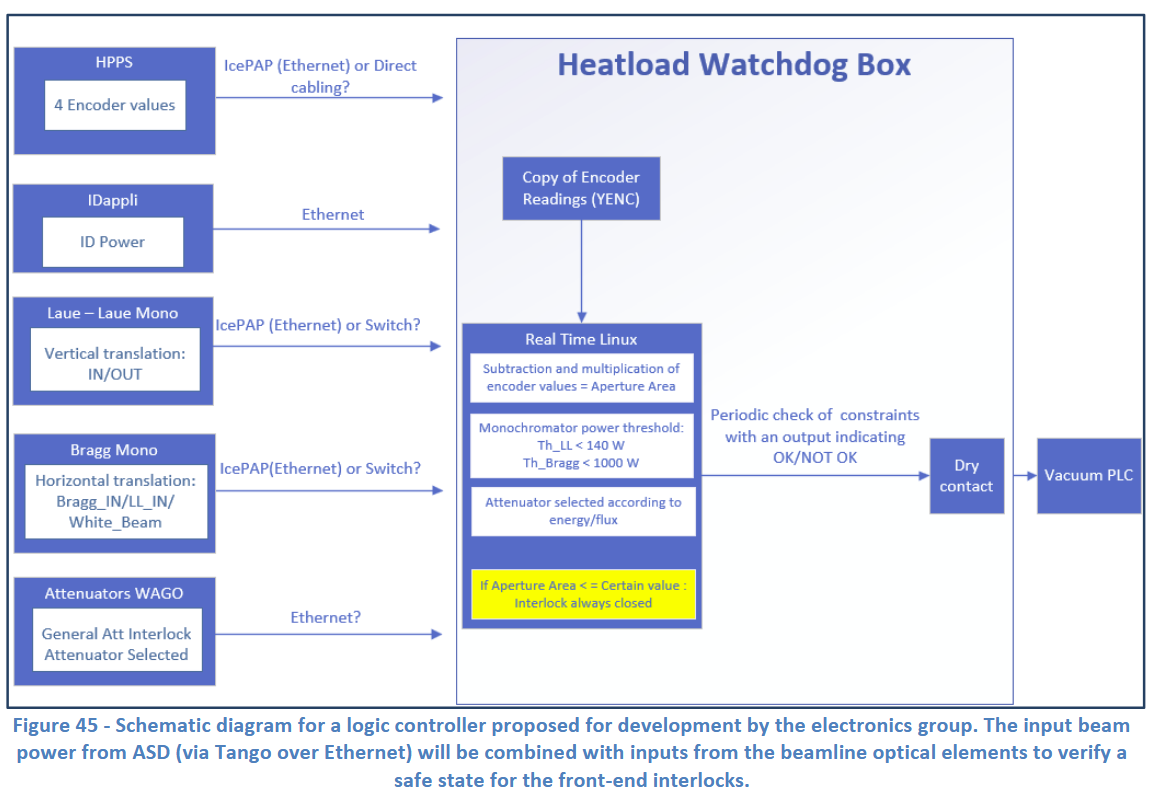 HPPS
4 Encoder values
IcePAP (Ethernet) or Direct
cabling?
IDappli
ID Power
Ethernet
Laue – Laue Mono
Vertical translation:
IN/OUT
IcePAP (Ethernet) or Switch?
Bragg Mono
Horizontal translation:
Bragg_IN/LL_IN/
White_Beam
IcePAP(Ethernet) or Switch?
Attenuators WAGO
General Att Interlock
Attenuator Selected
Ethernet?
Heatload Watchdog Box
Copy of Encoder
Readings (YENC)
Real Time Linux
Subtraction and multiplication of
encoder values = Aperture Area
Monochromator power threshold:
Th_LL < 140 W
Th_Bragg < 1000 W
Attenuator selected according to
energy/flux
If Aperture Area < = Certain value :
Interlock always closed
Periodic check of constraints
with an output indicating
OK/NOT OK
Dry
contact
Vacuum PLC
Figure 45 - Schematic diagram for a logic controller proposed for development by the electronics group. The input beam
power from ASD (via Tango over Ethernet) will be combined with inputs from the beamline optical elements to verify a
safe state for the front-end interlocks.